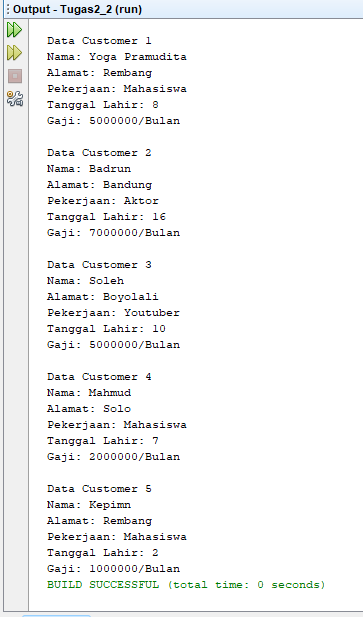 Output - Tugas2_2 (run)
Data Customer 1
Nama: Yoga Pramudita
Alamat: Rembang
Pekerjaan: Mahasiswa
Tanggal Lahir: 8
Gaji: 5000000/Bulan
Data Customer 2
Nama: Badrun
Alamat: Bandung
Pekerjaan: Aktor
Tanggal Lahir: 16
Gaji: 7000000/Bulan
Data Customer 3
Nama: Soleh
Alamat: Boyolali
Pekerjaan: Youtuber
Tanggal Lahir: 10
Gaji: 5000000/Bulan
Data Customer 4
Nama: Mahmud
Alamat: Solo
Pekerjaan: Mahasiswa
Tanggal Lahir: 7
Gaji: 2000000/Bulan
Data Customer 5
Nama: Kepimn
Alamat: Rembang
Pekerjaan: Mahasiswa
Tanggal Lahir: 2
Gaji: 1000000/Bulan
BUILD SUCCESSFUL (total time: 0 seconds)